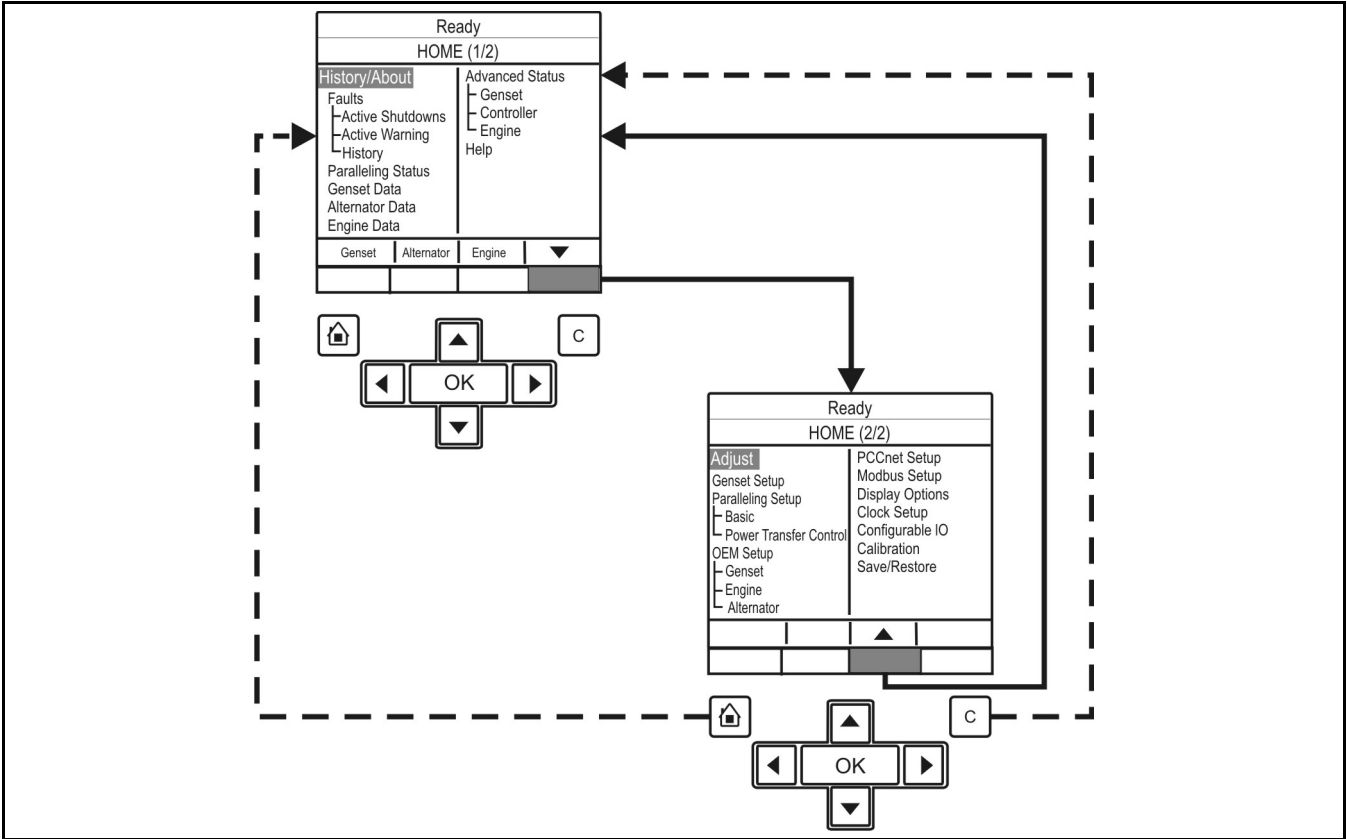 Ready
HOME (1/2)
History/About
Faults
Active Shutdowns
Active Warning
History
Paralleling Status
Genset Data
Alternator Data
Engine Data
Advanced Status
Genset
Controller
Engine
Help
Genset
Alternator
Engine
C
OK
Ready
HOME (2/2)
Adjust
Genset Setup
Paralleling Setup
Basic
Power Transfer Control
OEM Setup
Genset
Engine
Alternator
PCCnet Setup
Modbus Setup
Display Options
Clock Setup
Configurable IO
Calibration
Save/Restore
C
OK